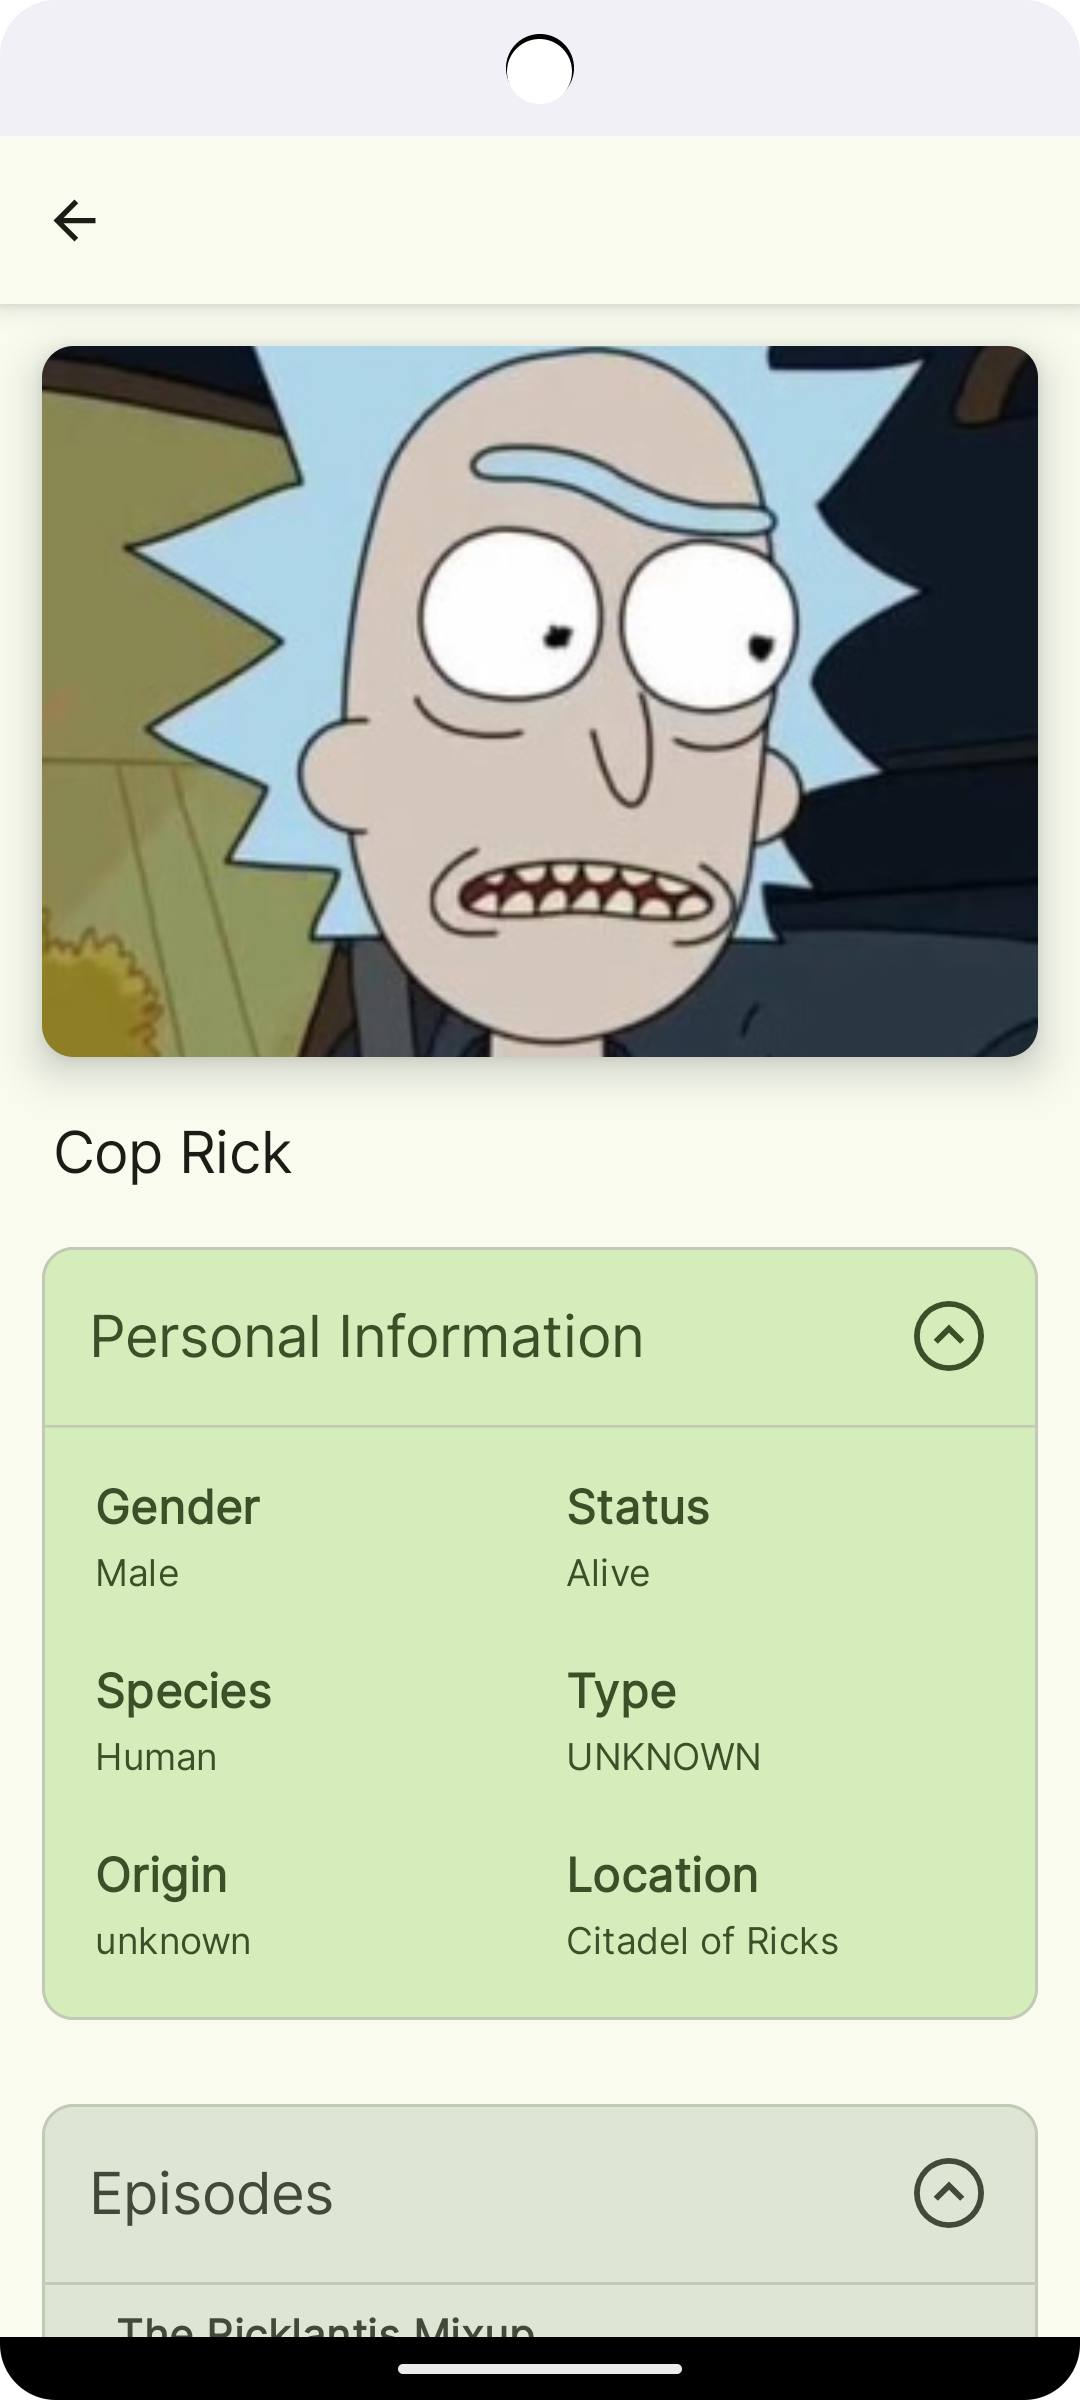 Cop Rick
Personal Information
Gender
Status
Male
Alive
Species
Type
Human
UNKNOWN
Origin
Location
unknown
Citadel of Ricks
Episodes
The Ricklantis Mixup